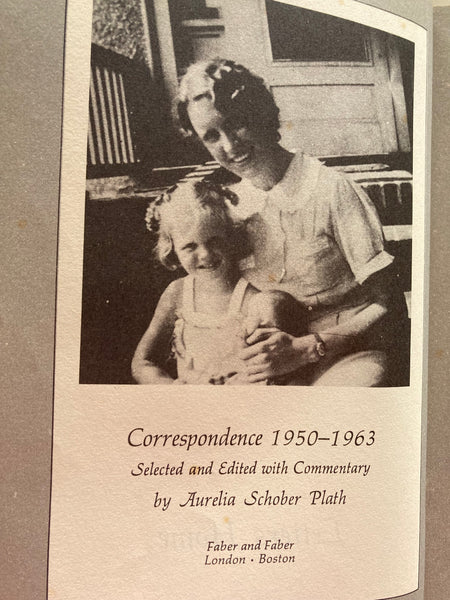 Correspondence 1950–1963
Selected and Edited with Commentary
by Aurelia Schober Plath
Faber and Faber
London · Boston